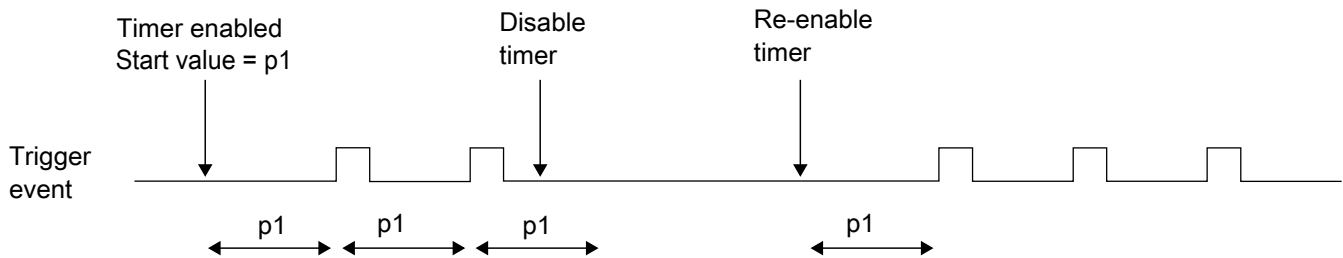 Timer enabled
Start value = p1
Disable
timer
Re-enable
timer
Trigger
event
p1
p1
p1
p1